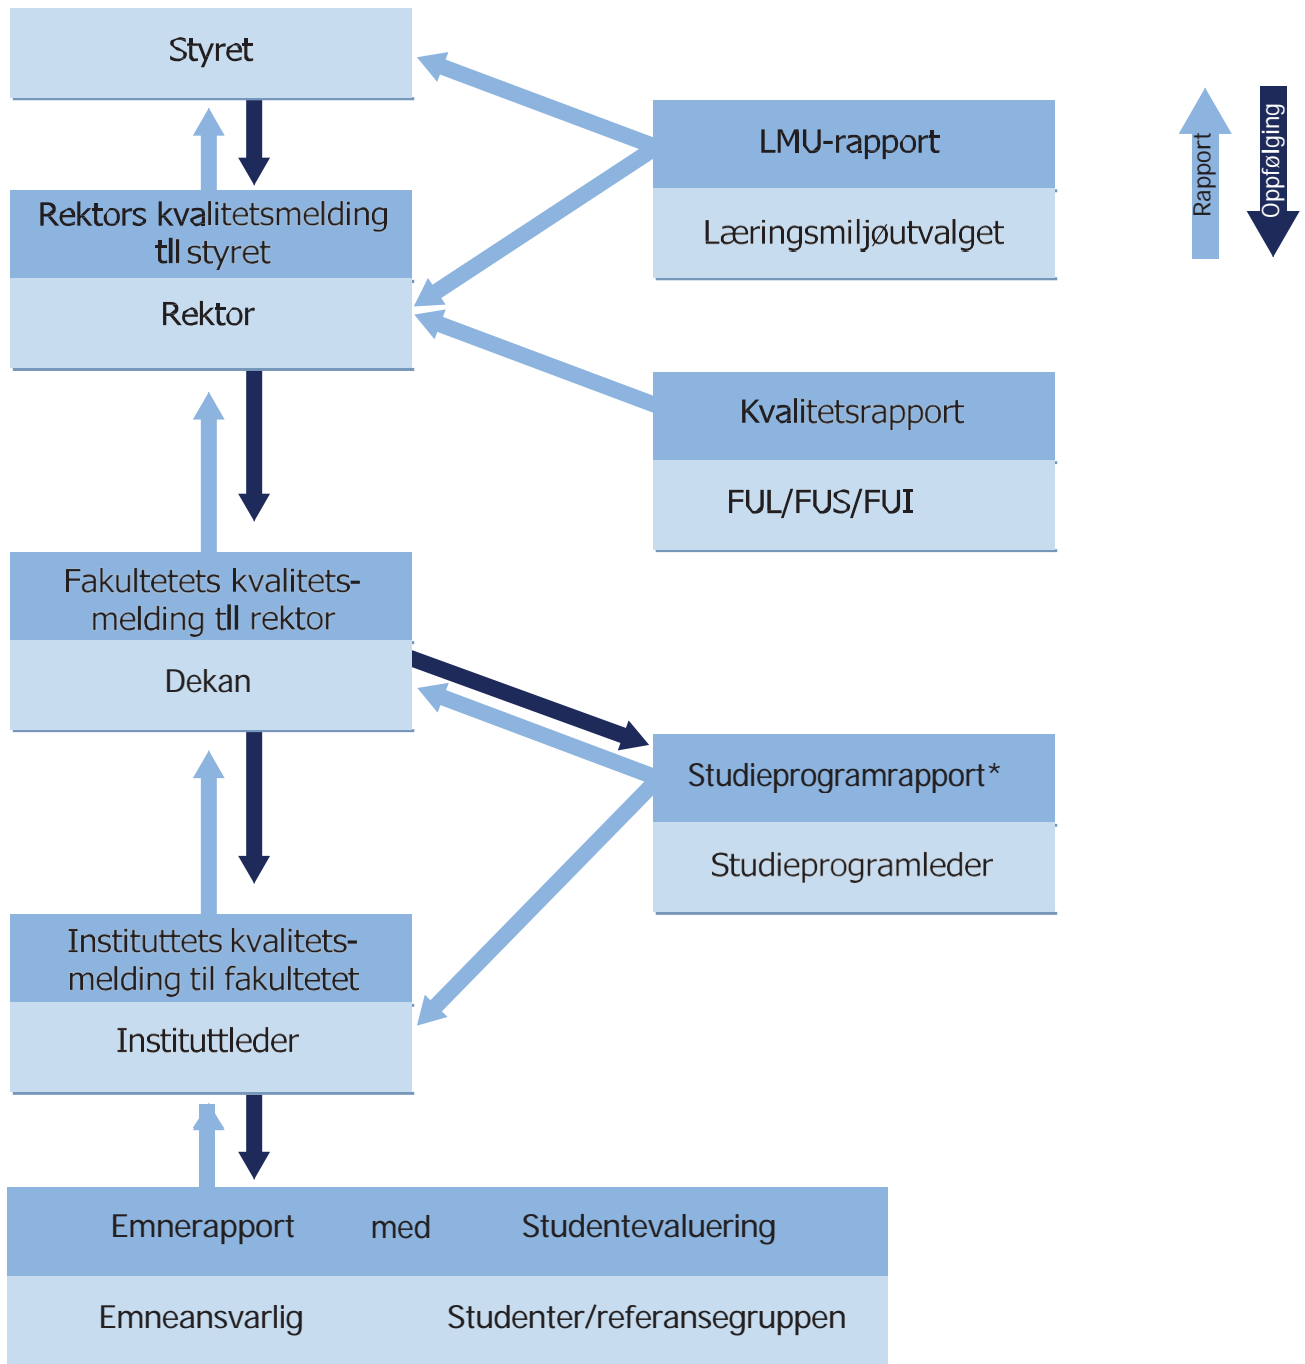 Styret
LMU-rapport
Læringsmiljøutvalget
Rapport
Oppfølging
Rektors kvalitetsmelding
tll styret
Rektor
Kvalitetsrapport
FUL/FUS/FUI
Fakultetets kvalitets-
melding tll rektor
Dekan
Studieprogramrapport*
Studieprogramleder
Instituttets kvalitets-
melding til fakultetet
Instituttleder
Emnerapport med Studentevaluering
Emneansvarlig Studenter/referansegruppen